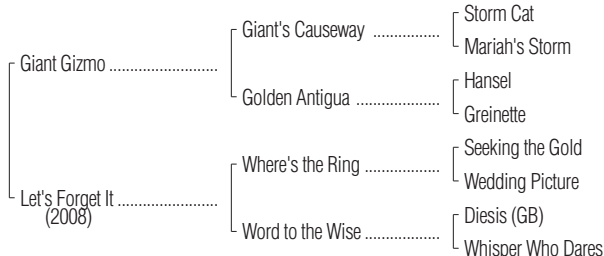 Storm Cat
Giant's Causeway ................
Mariah's Storm
Giant Gizmo ..........................
Hansel
Golden Antigua ....................
Greinette
Seeking the Gold
Where's the Ring ...................
Wedding Picture
Let's Forget It ........................
(2008)
Diesis (GB)
Word to the Wise ..................
Whisper Who Dares